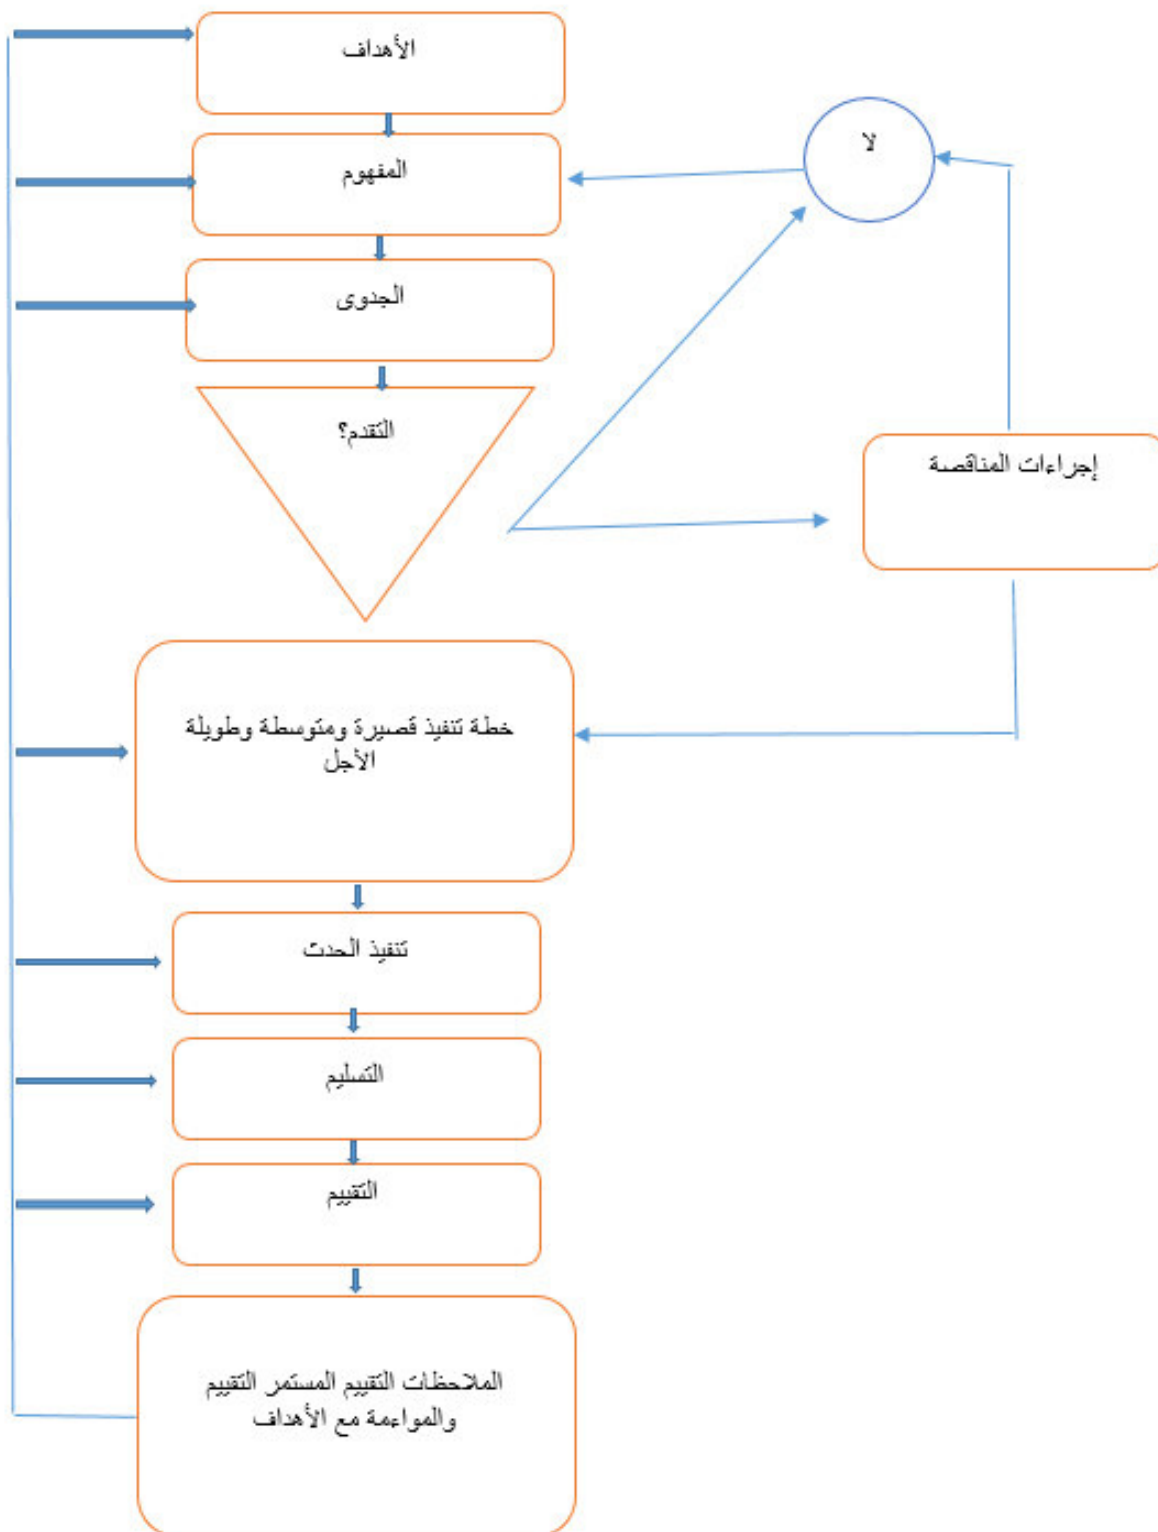 الأهداف
لا
المفهوم
الجدوى
التقدم؟
إجراءات المناقصة
خطة تنفيذ قصيرة ومتوسطة وطويلة
الأجل
تنفيذ الحدث
التسليم
التقييم
الملاحظات التقييم المستمر التقييم
والمواءمة مع الأهداف